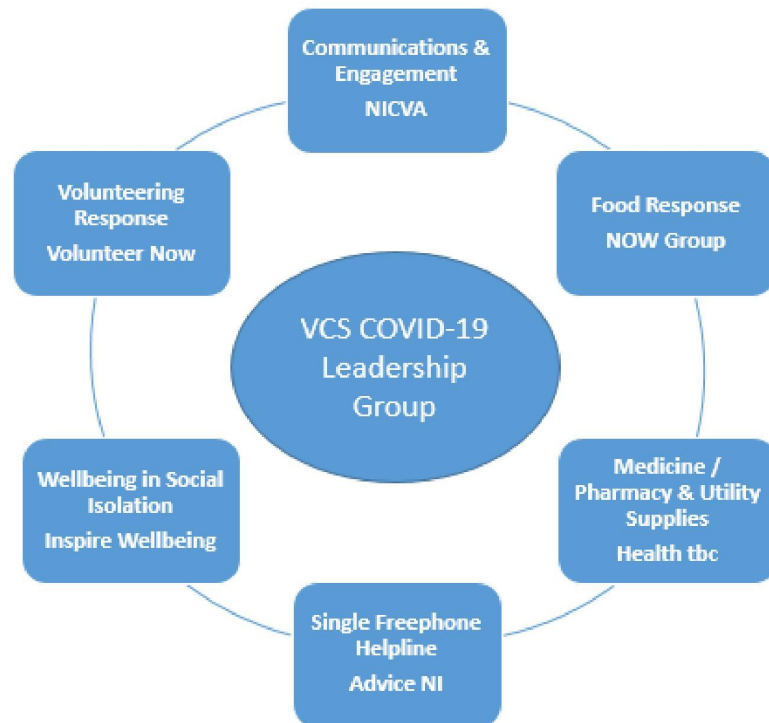 Communications &
Engagement
NICVA
Food Response
NOW Group
Medicine /
Pharmacy & Utility
Supplies
Health tbc
Single Freephone
Helpline
Advice NI
Wellbeing in Social
Isolation
Inspire Wellbeing
Volunteering
Response
Volunteer Now
VCS COVID-19
Leadership
Group